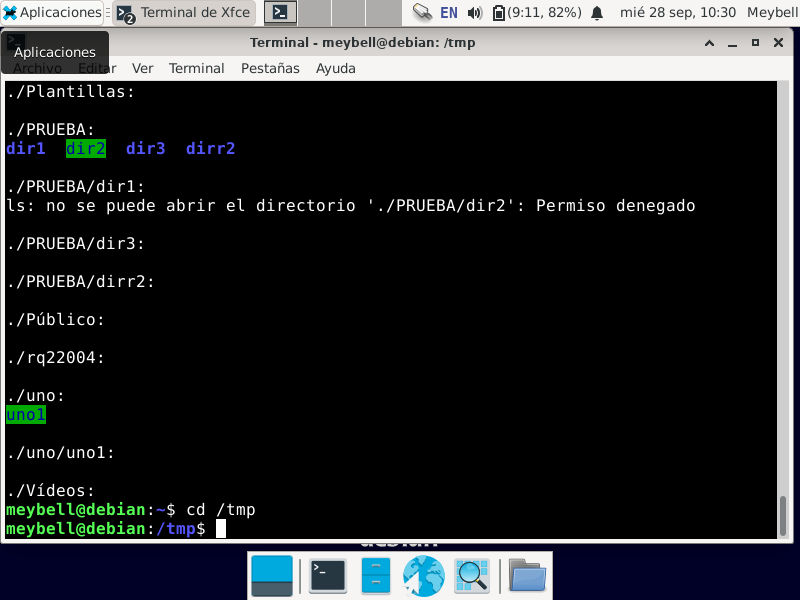 Aplicaciones
2
Terminal de Xfce
EN
(9:11, 82%)
mié 28 sep, 10:30
Meybell
Aplicaciones
Terminal - meybell@debian: /tmp
Archivo Editar Ver Terminal Pestañas Ayuda
./Plantillas:
./PRUEBA:
dir1 dir2 dir3 dirr2
./PRUEBA/dir1:
ls: no se puede abrir el directorio './PRUEBA/dir2': Permiso denegado
./PRUEBA/dir3:
./PRUEBA/dirr2:
./Público:
./rq22004:
./uno:
uno1
./uno/uno1:
./Vídeos:
meybell@debian:~$ cd /tmp
meybell@debian:/tmp$
debian